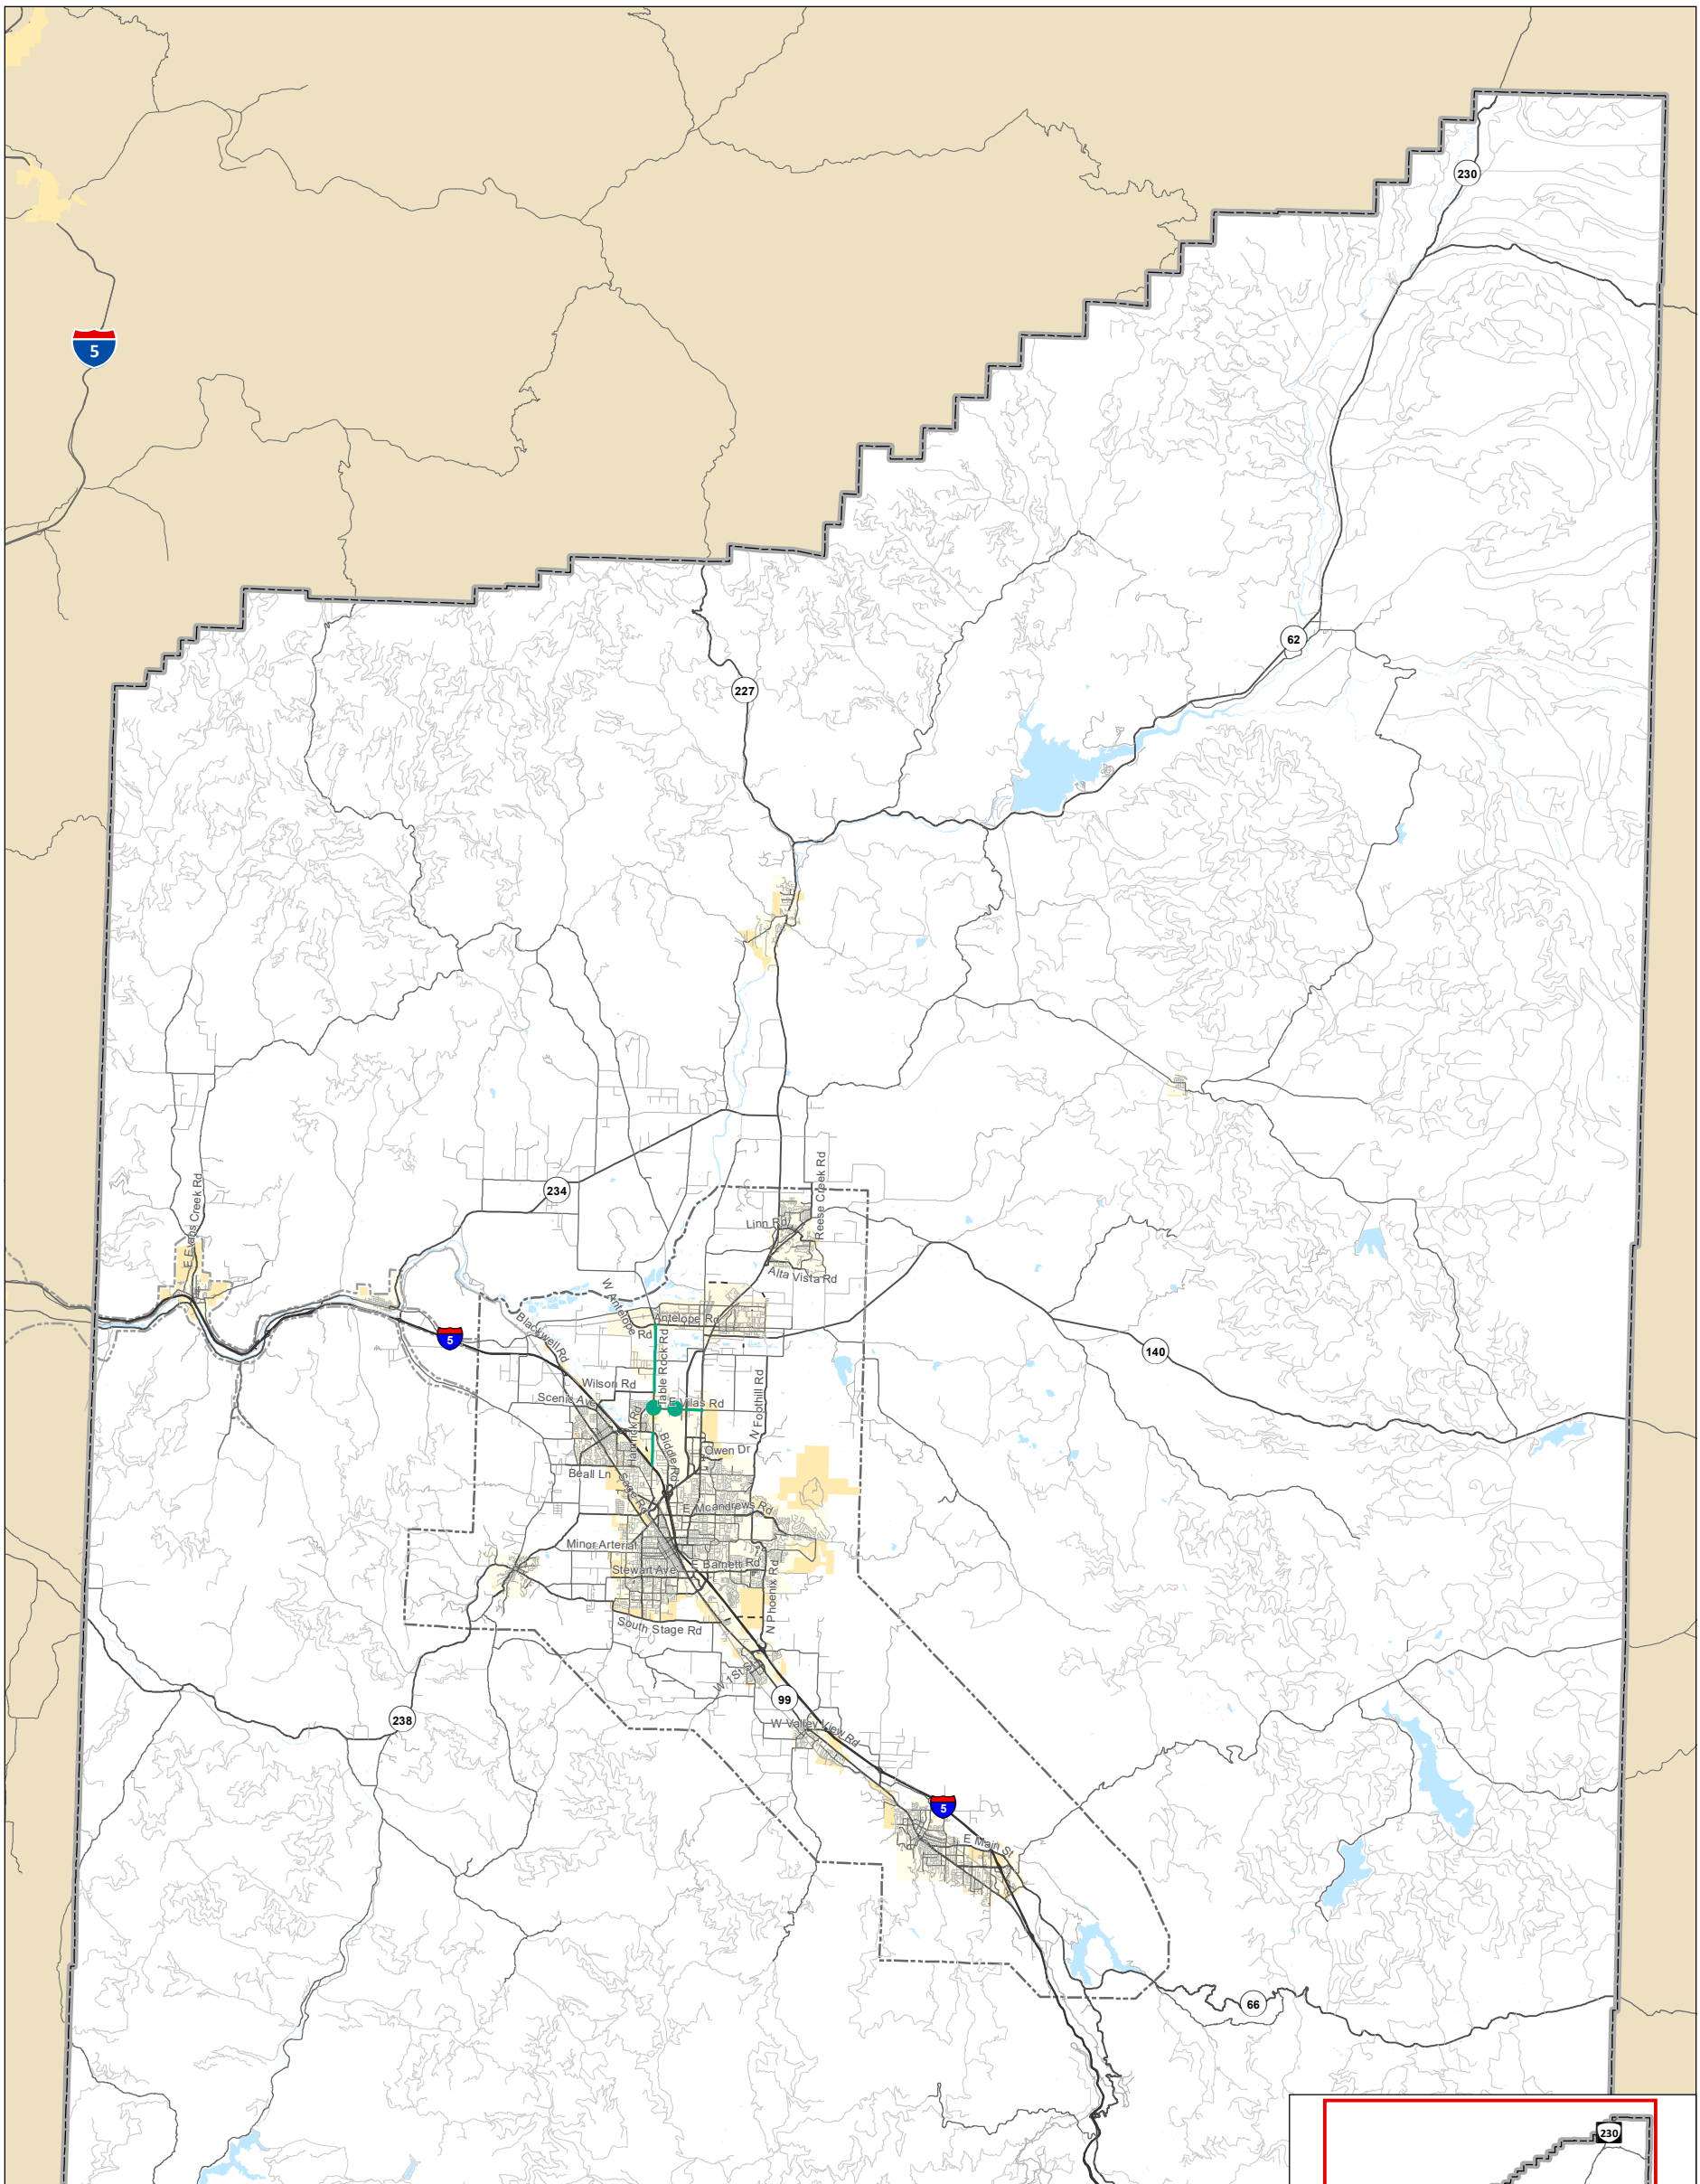 230
5
62
227
E Evans Creek Rd
234
Reese Creek Rd
Linn Rd
Alta Vista Rd
W Antelope Rd
Antelope Rd
Blackwell Rd
5
Table Rock Rd
140
Wilson Rd
Scenic Ave
E Vilas Rd
N Foothill Rd
Biddle Rd
Owen Dr
Beall Ln
Sage Rd
E Mcandrews Rd
Minor Arterial
E Barnett Rd
Stewart Ave
N Phoenix Rd
South Stage Rd
W 1St St
99
238
W Valley View Rd
5
E Main St
66
230